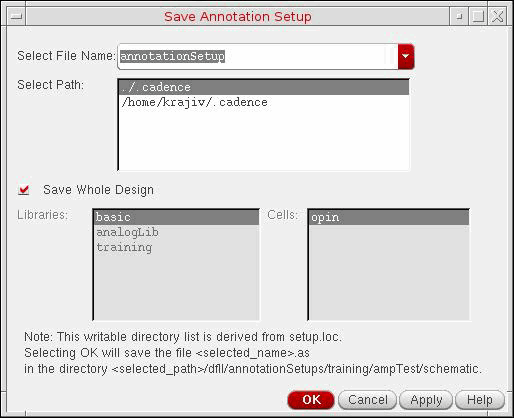 Save Annotation Setup
Select File Name: annotationSetup
Select Path:
./.cadence
/home/krajiv/.cadence
Save Whole Design
Libraries:
basic
analogLib
training
Cells:
opin
Note: This writable directory list is derived from setup.loc.
Selecting OK will save the file <selected_name>.as
in the directory <selected_path>/dfII/annotationSetups/training/ampTest/schematic.
OK Cancel Apply Help